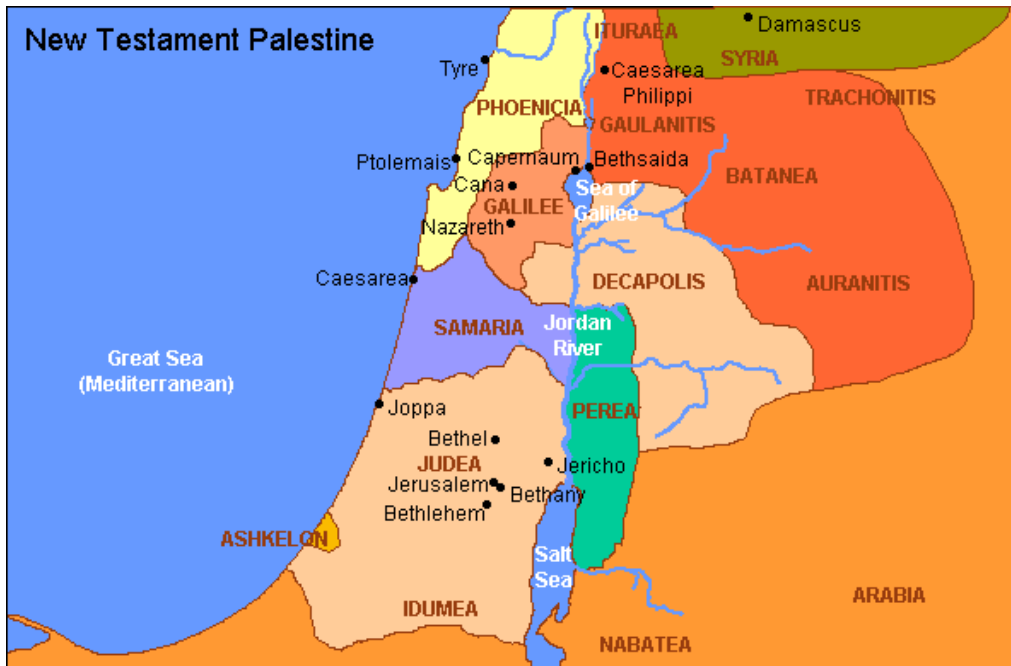 New Testament Palestine
Damascus
ITURAEA
SYRIA
Tyre
Caesarea
Philippi
TRACHONITIS
PHOENICIA
GAULANITIS
Ptolemais
Capernaum
Bethsaida
BATANEA
Cana
Sea of
Galilee
GALILEE
Nazareth
Caesarea
DECAPOLIS
AURANITIS
SAMARIA
Jordan
River
Great Sea
(Mediterranean)
Joppa
PEREA
Bethel
JUDEA
Jericho
Jerusalem
Bethany
Bethlehem
ASHKELON
Salt
Sea
ARABIA
IDUMEA
NABATEA